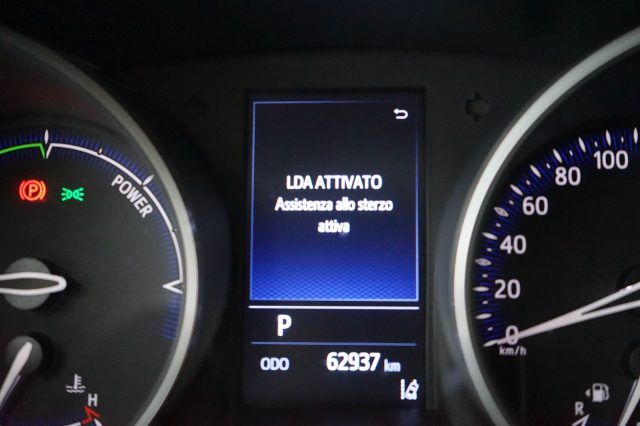 LDA ATTIVATO
Assistenza allo sterzo
attiva
P
ODO 62937 km
P
POWER
H
100
80
60
40
20
0
km/h
R